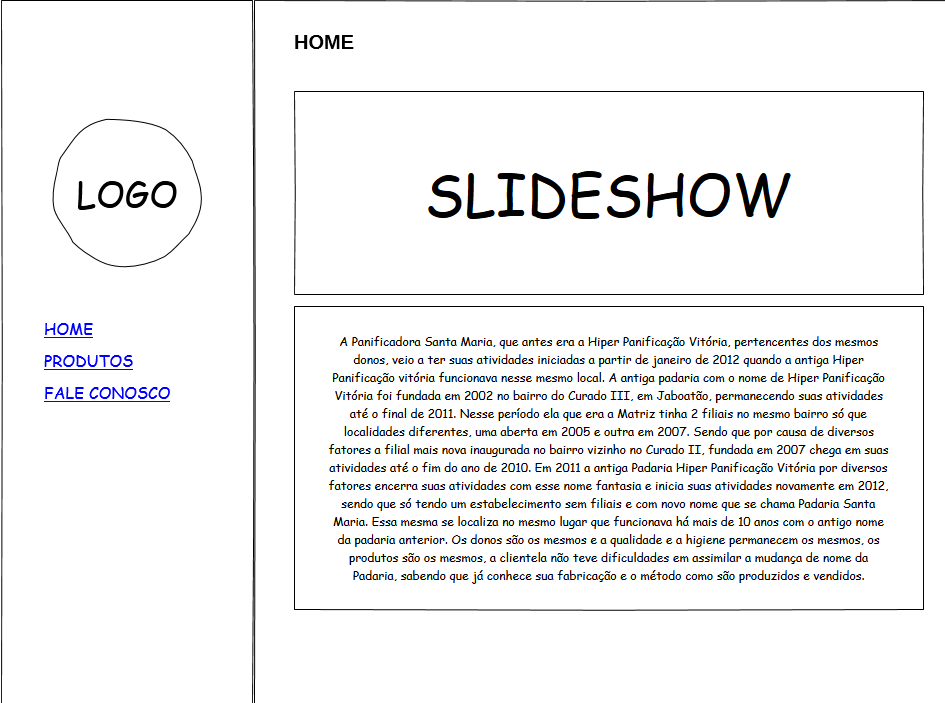 LOGO
HOME
PRODUTOS
FALE CONOSCO
HOME
SLIDESHOW
A Panificadora Santa Maria, que antes era a Hiper Panificação Vitória, pertencentes dos mesmos
donos, veio a ter suas atividades iniciadas a partir de janeiro de 2012 quando a antiga Hiper
Panificação vitória funcionava nesse mesmo local. A antiga padaria com o nome de Hiper Panificação
Vitória foi fundada em 2002 no bairro do Curado III, em Jaboatão, permanecendo suas atividades
até o final de 2011. Nesse período ela que era a Matriz tinha 2 filiais no mesmo bairro só que
localidades diferentes, uma aberta em 2005 e outra em 2007. Sendo que por causa de diversos
fatores a filial mais nova inaugurada no bairro vizinho no Curado II, fundada em 2007 chega em suas
atividades até o fim do ano de 2010. Em 2011 a antiga Padaria Hiper Panificação Vitória por diversos
fatores encerra suas atividades com esse nome fantasia e inicia suas atividades novamente em 2012,
sendo que só tendo um estabelecimento sem filiais e com novo nome que se chama Padaria Santa
Maria. Essa mesma se localiza no mesmo lugar que funcionava há mais de 10 anos com o antigo nome
da padaria anterior. Os donos são os mesmos e a qualidade e a higiene permanecem os mesmos, os
produtos são os mesmos, a clientela não teve dificuldades em assimilar a mudança de nome da
Padaria, sabendo que já conhece sua fabricação e o método como são produzidos e vendidos.